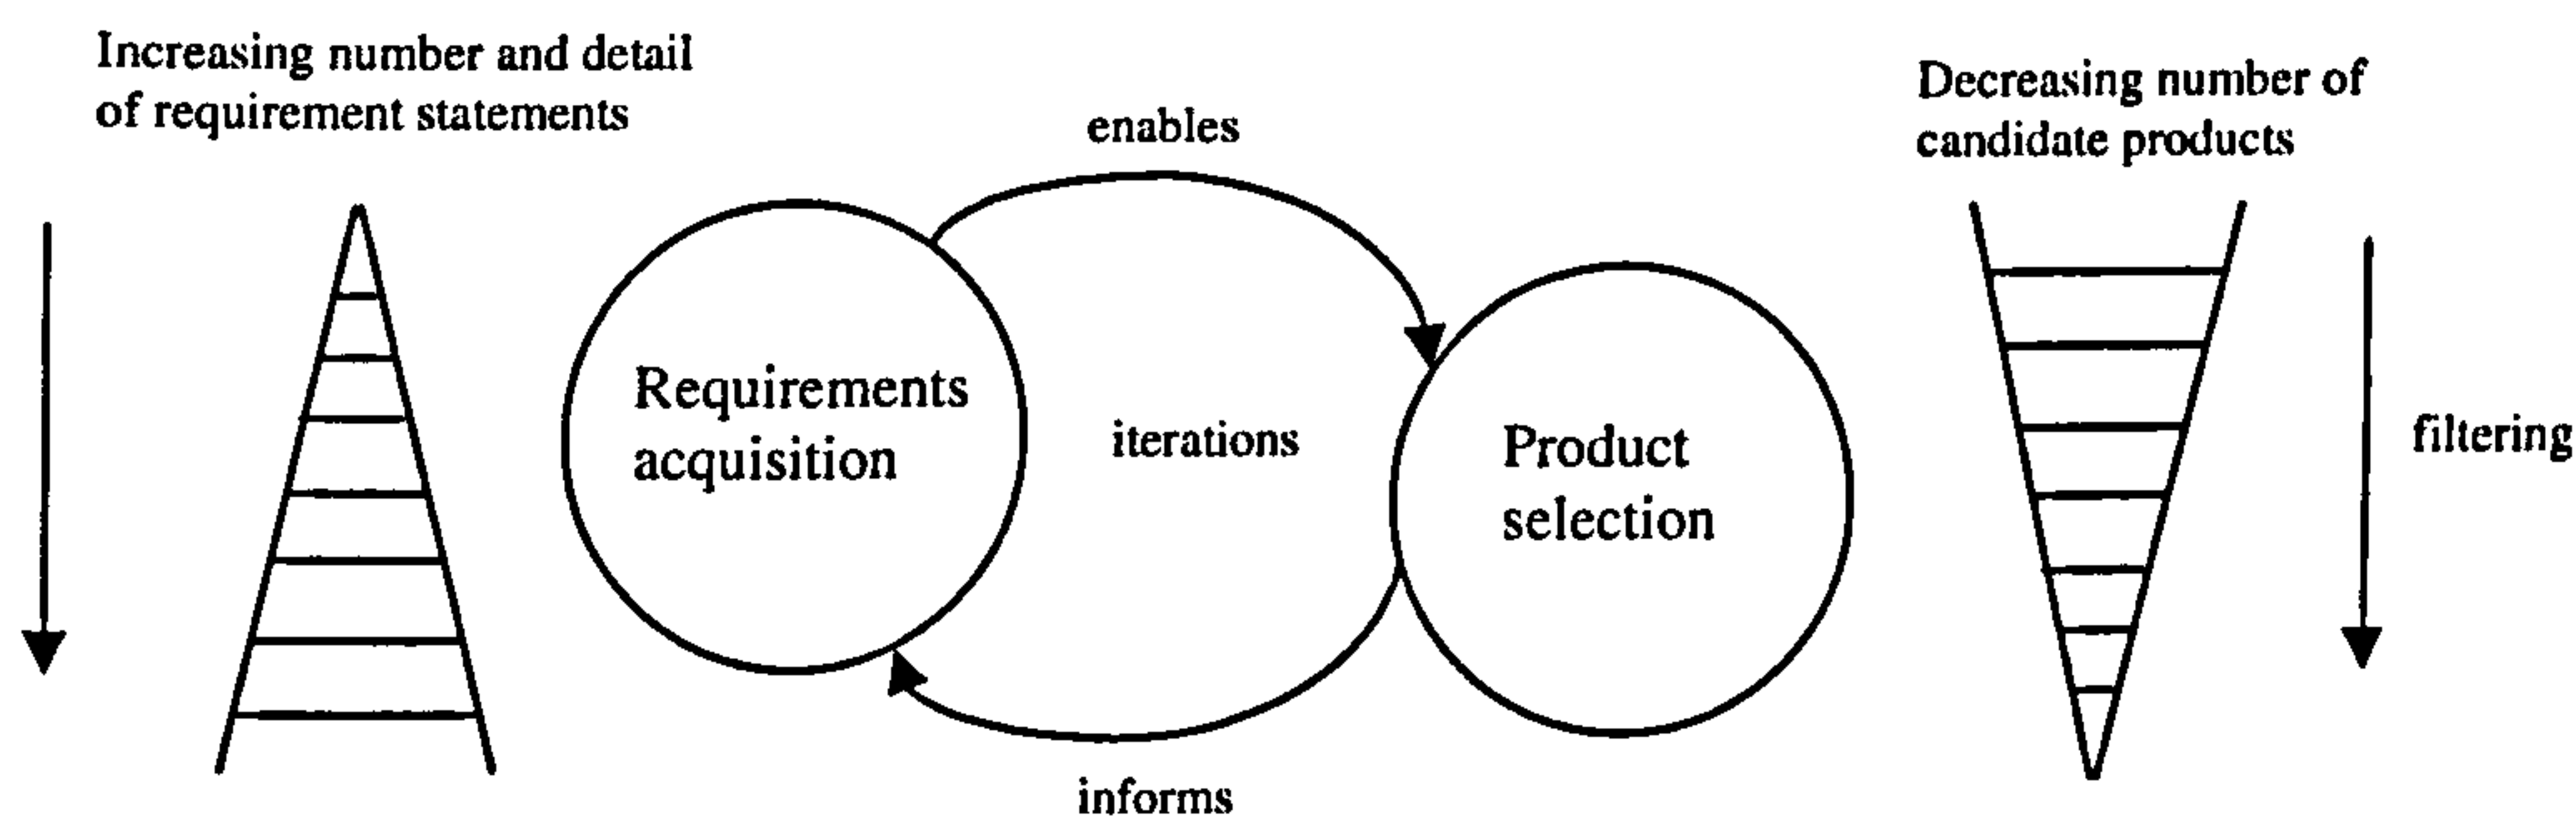 Increasing number and detail
of requirement statements
enables
Decreasing number of
candidate products
Requirements
acquisition
iterations
Product
selection
filtering
informs